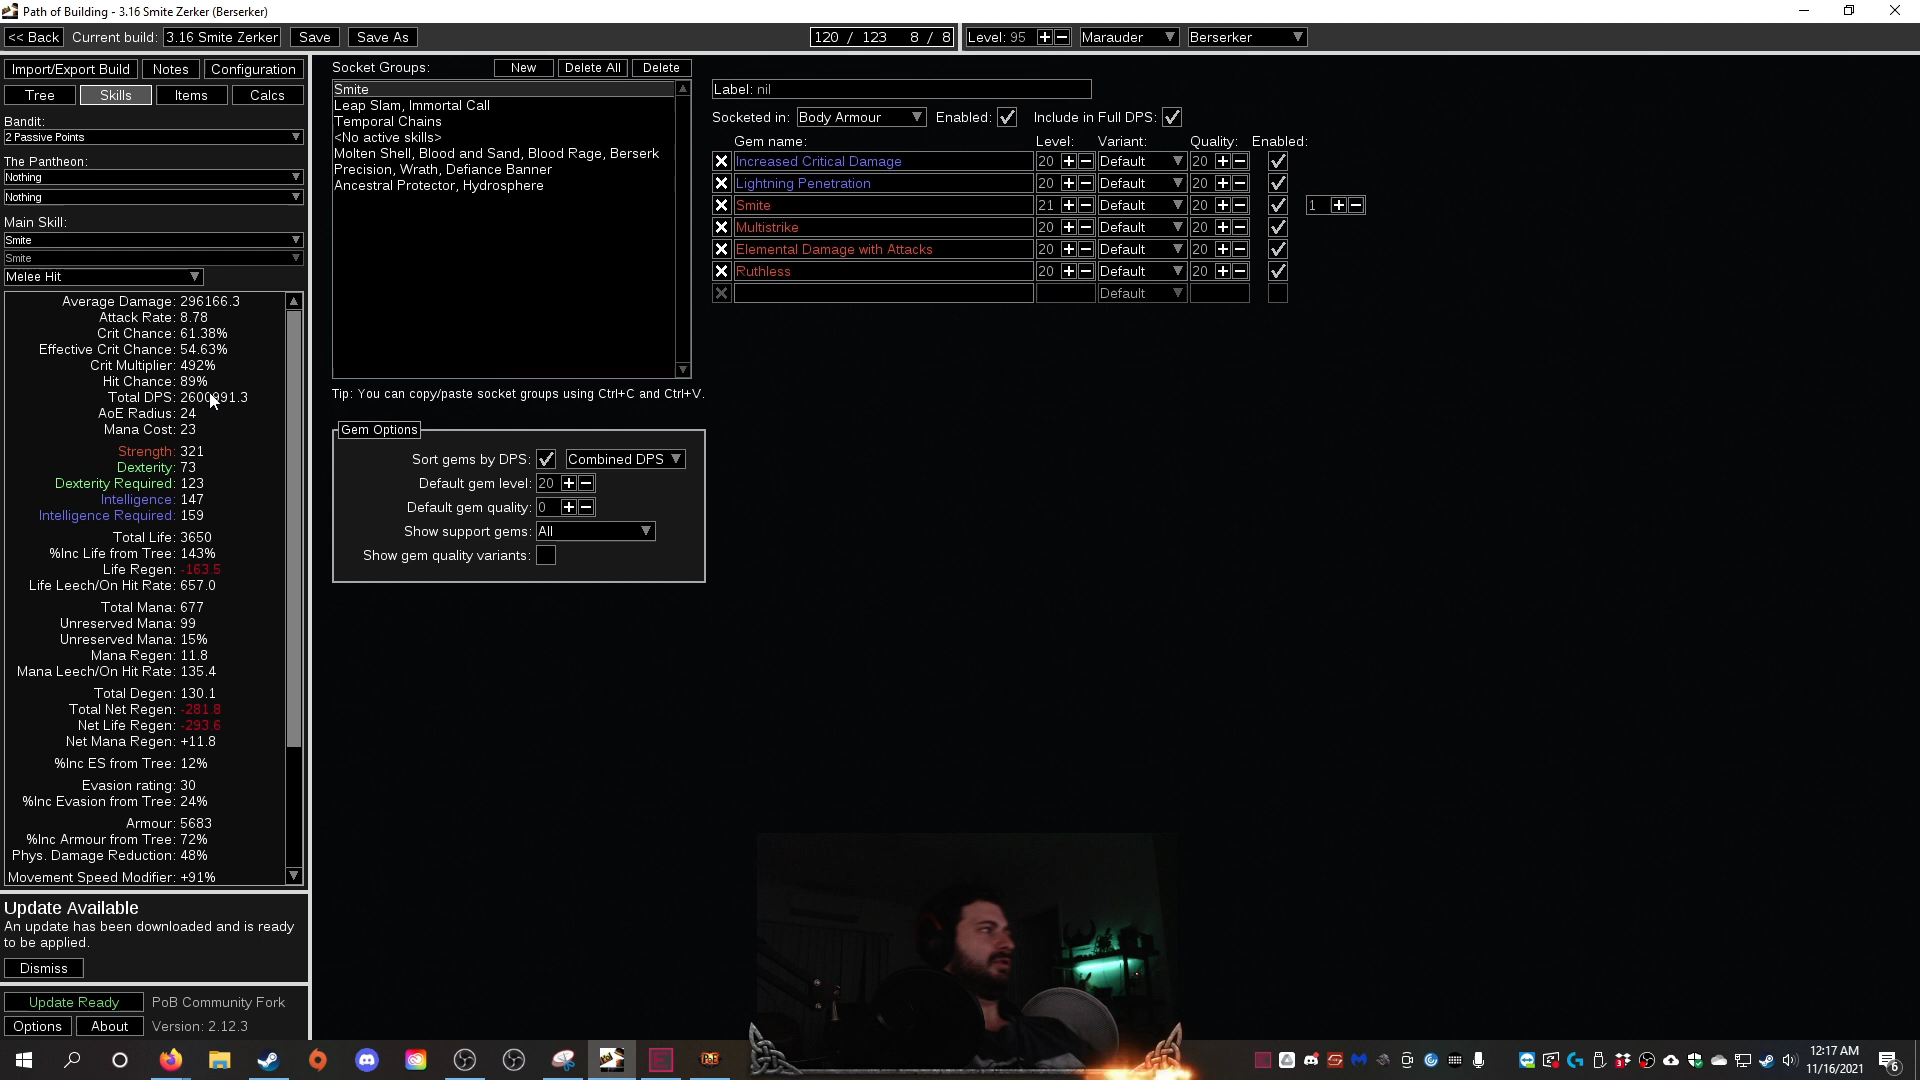 Path of Building - 3.16 Smite Zerker (Berserker)
<< Back Current build: 3.16 Smite Zerker Save Save As 120 / 123 8 / 8 Level: 95 Marauder Berserker
Import/Export Build Notes Configuration
Tree Skills Items Calcs
Bandit:
2 Passive Points
The Pantheon:
Nothing
Nothing
Main Skill:
Smite
Smite
Melee Hit
Average Damage: 296166.3
Attack Rate: 8.78
Crit Chance: 61.38%
Effective Crit Chance: 54.63%
Crit Multiplier: 492%
Hit Chance: 89%
Total DPS:
AoE Radius: 24
Mana Cost: 23
Strength: 321
Dexterity: 73
Dexterity Required: 123
Intelligence: 147
Intelligence Required: 159
Total Life: 3650
%Inc Life from Tree: 143%
Life Regen: -163.5
Life Leech/On Hit Rate: 657.0
Total Mana: 677
Unreserved Mana: 99
Unreserved Mana: 15%
Mana Regen: 11.8
Mana Leech/On Hit Rate: 135.4
Total Degen: 130.1
Total Net Regen: -281.8
Net Life Regen: -293.6
Net Mana Regen: +11.8
%Inc ES from Tree: 12%
Evasion rating: 30
%Inc Evasion from Tree: 24%
Armour: 5683
%Inc Armour from Tree: 72%
Phys. Damage Reduction: 48%
Movement Speed Modifier: +91%
Update Available
An update has been downloaded and is ready
to be applied.
Dismiss
Update Ready PoB Community Fork
Options About Version: 2.12.3
Socket Groups: New Delete All Delete
Smite
Leap Slam, Immortal Call
Temporal Chains
<No active skills>
Molten Shell, Blood and Sand, Blood Rage, Berserk
Precision, Wrath, Defiance Banner
Ancestral Protector, Hydrosphere
Tip: You can copy/paste socket groups using Ctrl+C and Ctrl+V.
Gem Options
Sort gems by DPS: Combined DPS
Default gem level: 20
Default gem quality: 0
Show support gems: All
Show gem quality variants:
Label: nil
Socketed in: Body Armour Enabled: Include in Full DPS:
Gem name: Level: Variant: Quality: Enabled:
Increased Critical Damage 20 Default 20
Lightning Penetration 20 Default 20
Smite 21 Default 20 1
Multistrike 20 Default 20
Elemental Damage with Attacks 20 Default 20
Ruthless 20 Default 20
Default
12:17 AM
11/16/2021
6